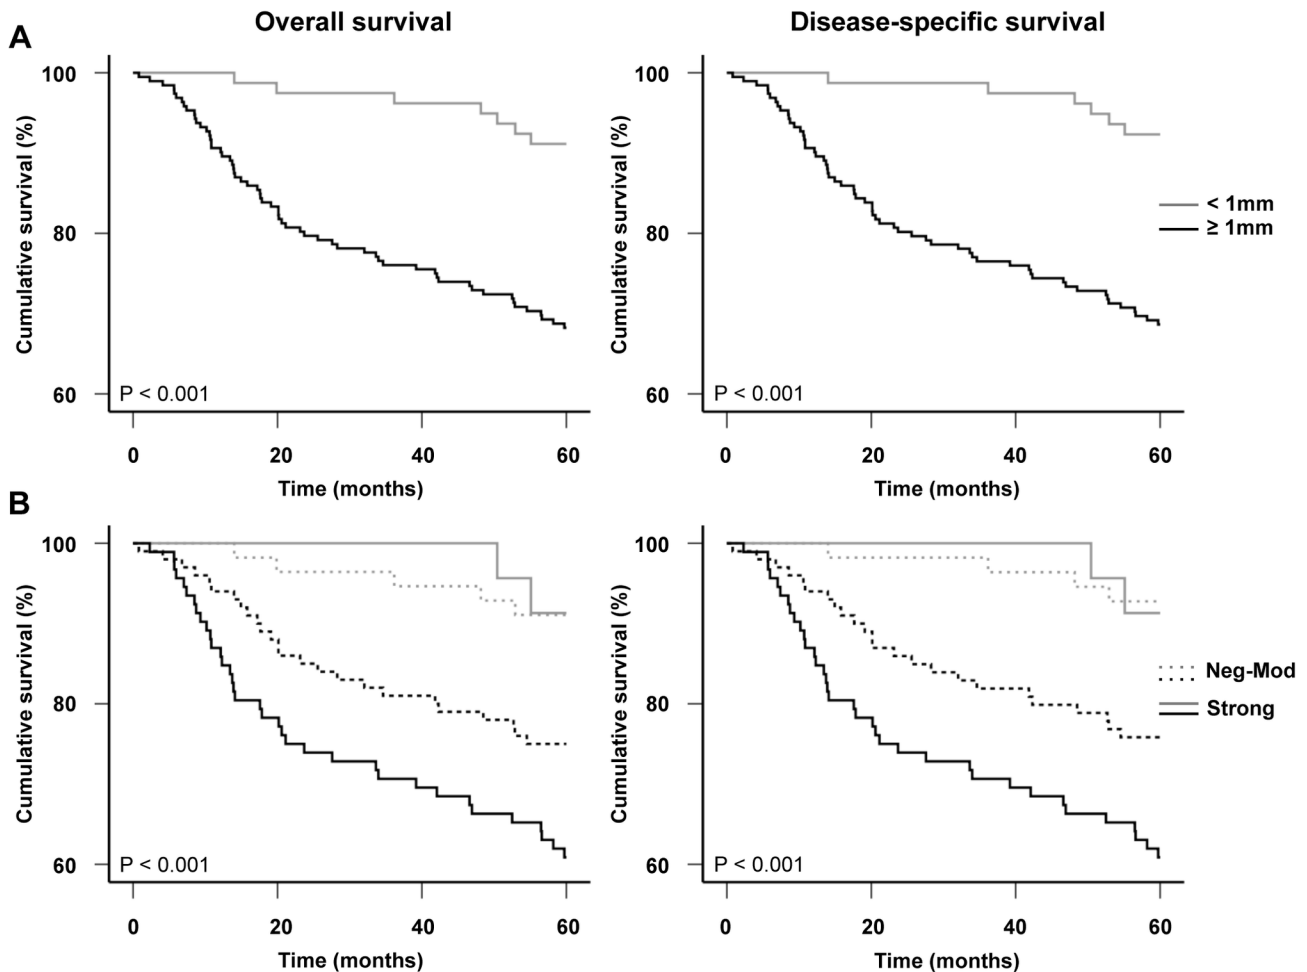 Overall survival
Disease-specific survival
A
100
80
60
Cumulative survival (%)
P < 0.001
0 20 40 60
Time (months)
100
80
60
Cumulative survival (%)
P < 0.001
0 20 40 60
Time (months)
< 1mm
≥ 1mm
B
100
80
60
Cumulative survival (%)
P < 0.001
0 20 40 60
Time (months)
100
80
60
Cumulative survival (%)
P < 0.001
0 20 40 60
Time (months)
Neg-Mod
Strong